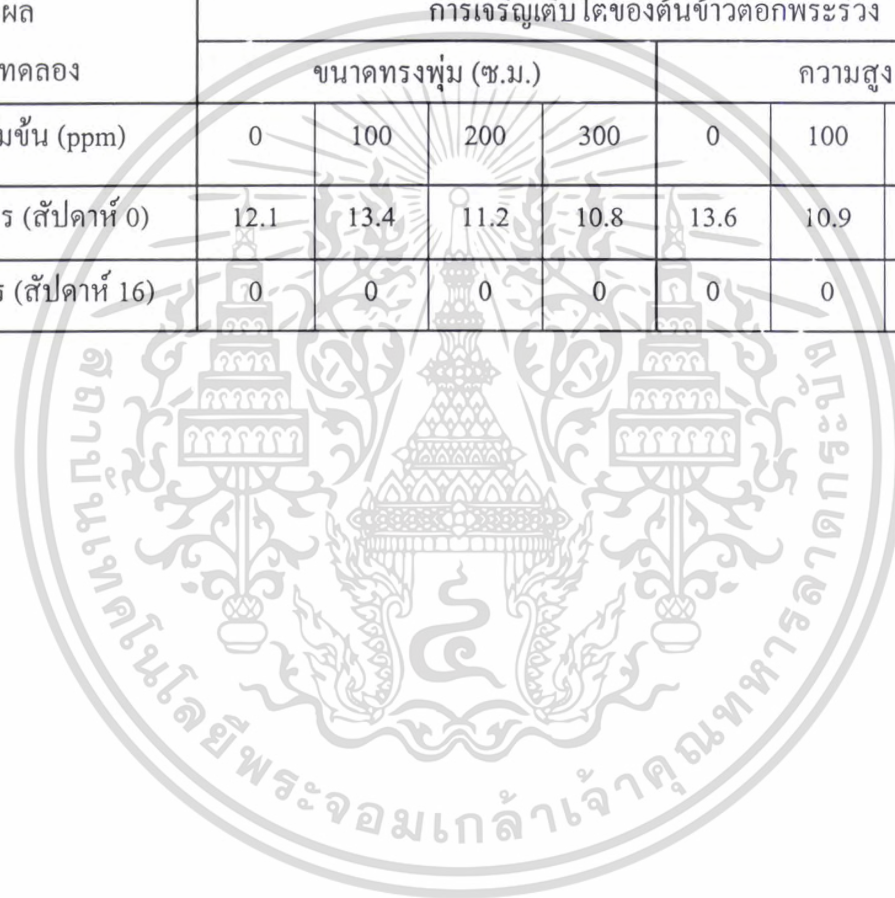 ผล การเจริญเติบโตของต้นข้าวตอกพระร่วง
ทดลอง ขนาดทรงพุ่ม (ซ.ม.) ความสูง
มข้น (ppm) 0 100 200 300 0 100
ร (สัปดาห์ 0) 12.1 13.4 11.2 10.8 13.6 10.9
ร (สัปดาห์ 16) 0 0 0 0 0 0
สถาบันเทคโนโลยีพระจอมเกล้าเจ้าคุณทหารลาดกระบัง